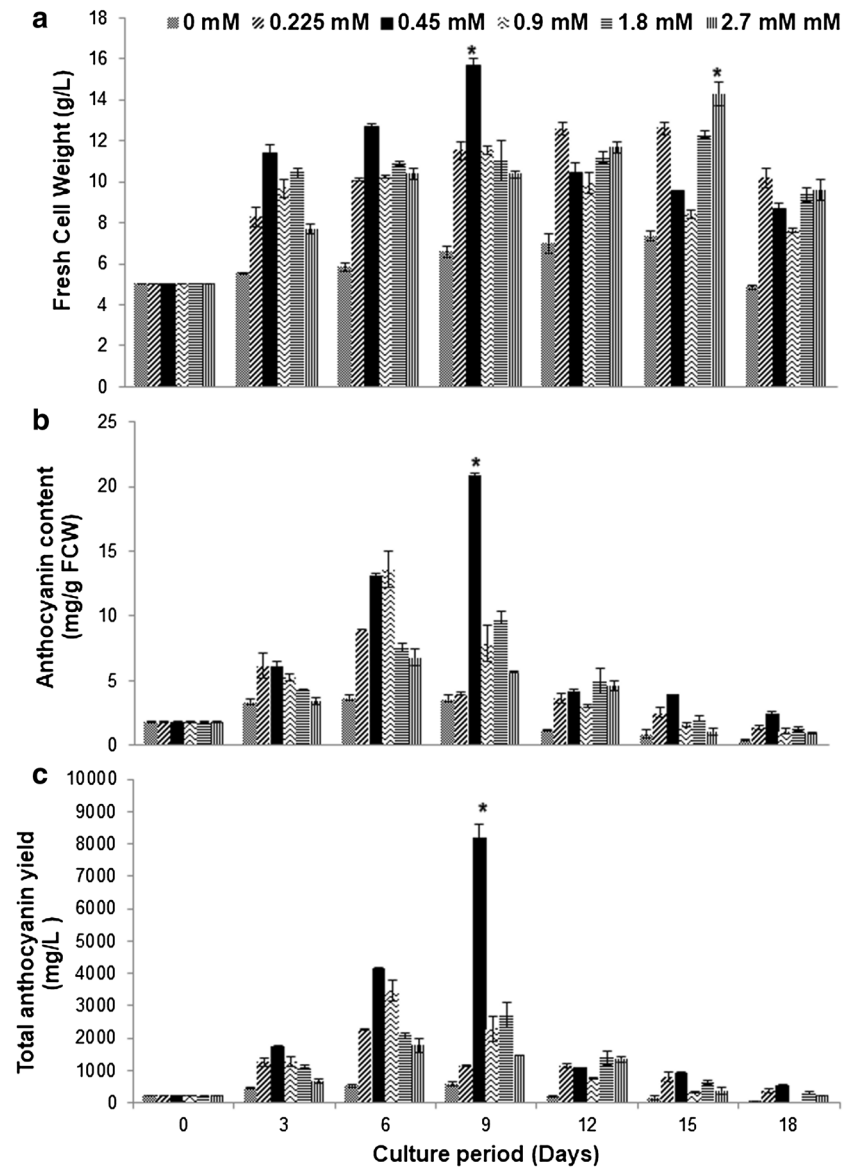 a
0 mM 0.225 mM 0.45 mM 0.9 mM 1.8 mM 2.7 mM mM
Fresh Cell Weight (g/L)
18
16
14
12
10
8
6
4
2
0
*
*
b
Anthocyanin content
(mg/g FCW)
25
20
15
10
5
0
*
c
Total anthocyanin yield
(mg/L )
10000
9000
8000
7000
6000
5000
4000
3000
2000
1000
0
*
0 3 6 9 12 15 18
Culture period (Days)